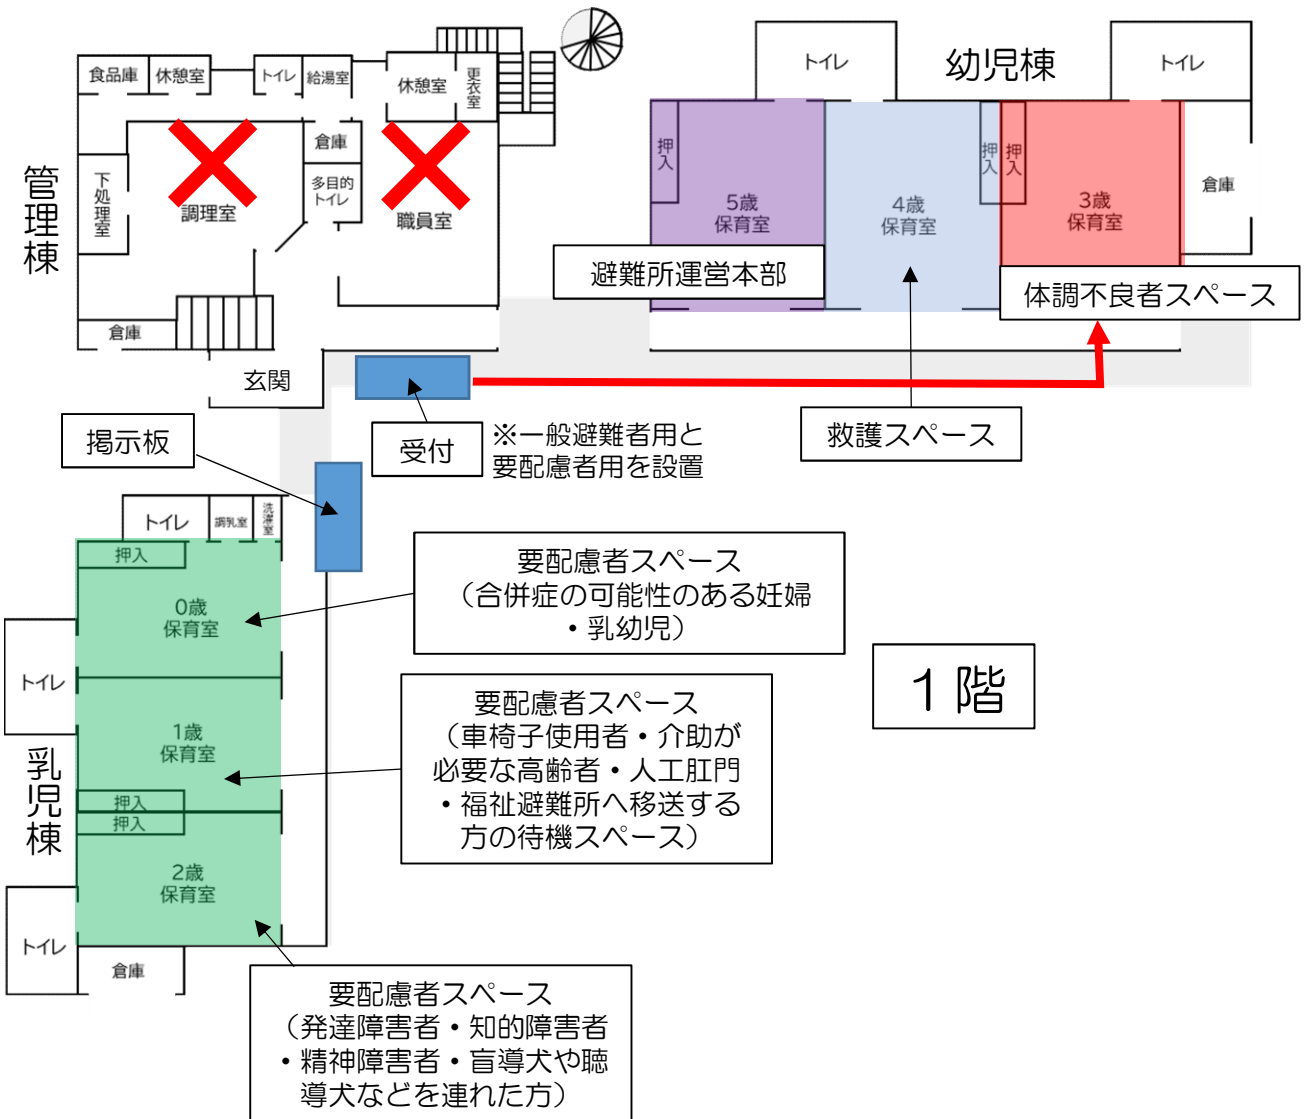 管理棟
食品庫
休憩室
トイレ
給湯室
休憩室
更衣室
下処理室
調理室
倉庫
多目的
トイレ
職員室
倉庫
玄関
幼児棟
トイレ
トイレ
押入
5歳
保育室
4歳
保育室
押入
押入
3歳
保育室
倉庫
避難所運営本部
体調不良者スペース
救護スペース
受付
※一般避難者用と
要配慮者用を設置
掲示板
乳児棟
トイレ
調乳室
洗濯室
押入
0歳
保育室
トイレ
1歳
保育室
押入
押入
2歳
保育室
トイレ
倉庫
要配慮者スペース
（合併症の可能性のある妊婦
・乳幼児）
要配慮者スペース
（車椅子使用者・介助が
必要な高齢者・人工肛門
・福祉避難所へ移送する
方の待機スペース）
要配慮者スペース
（発達障害者・知的障害者
・精神障害者・盲導犬や聴
導犬などを連れた方）
１階